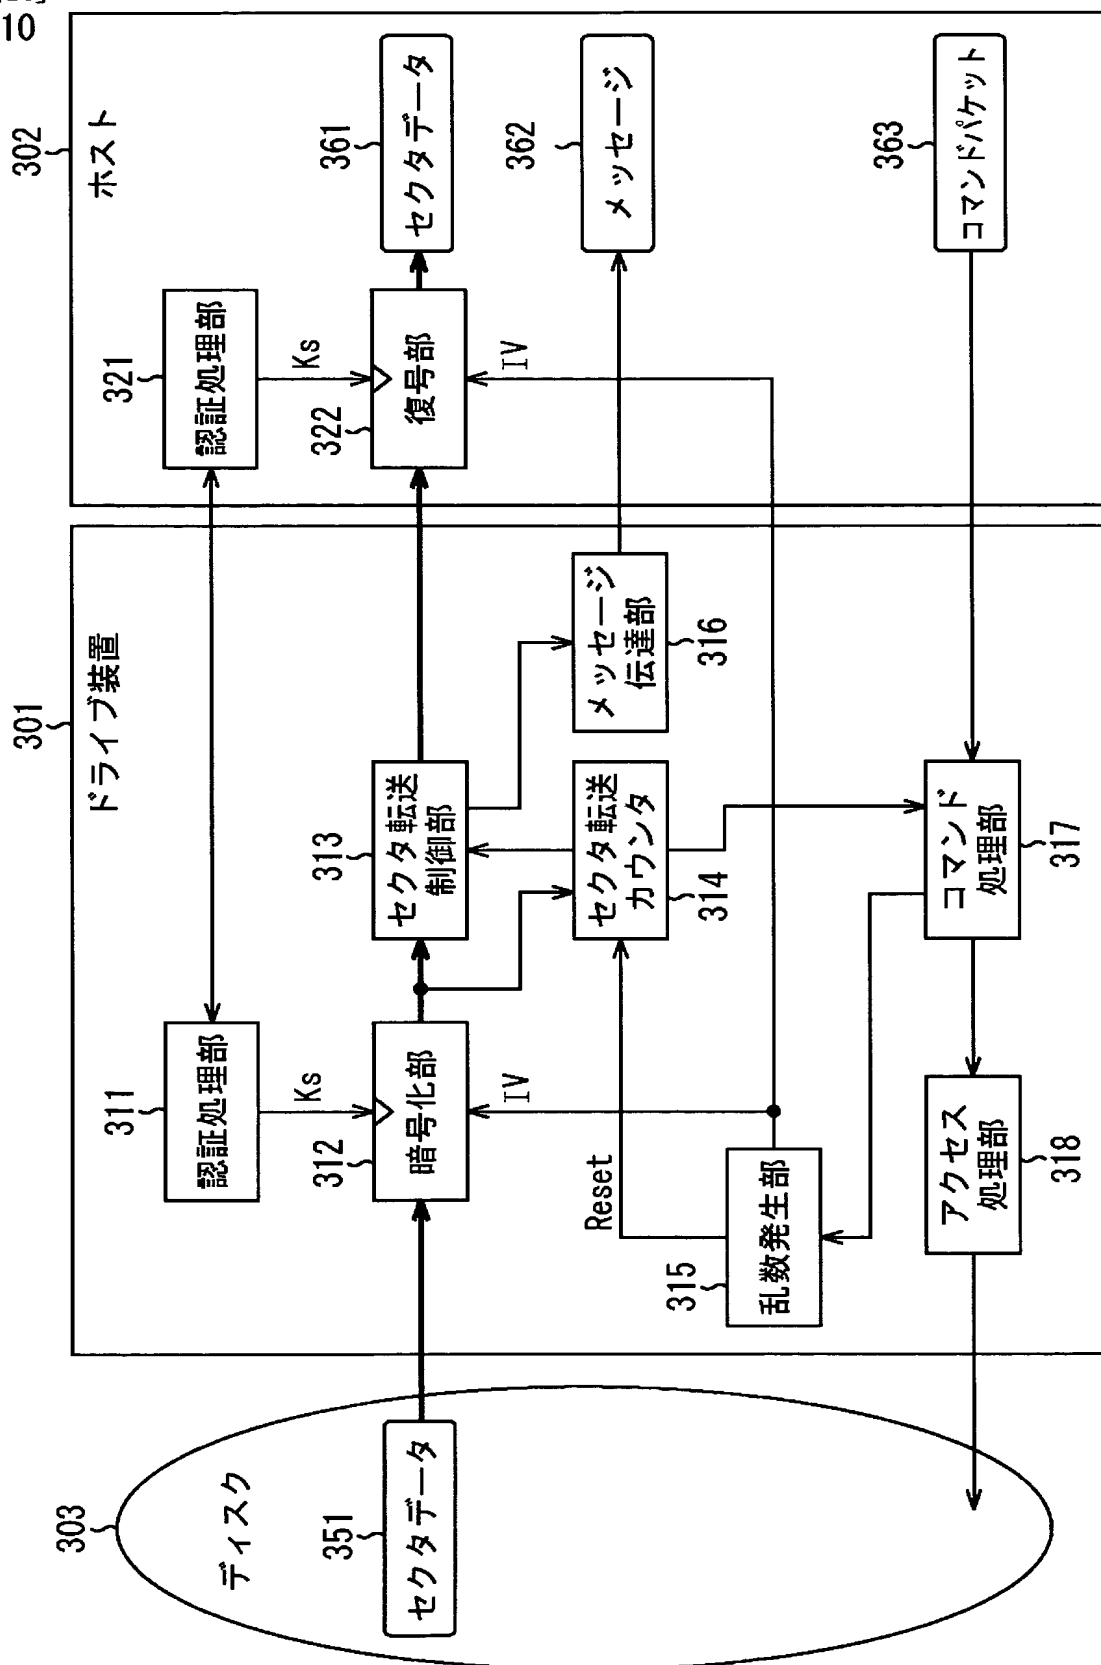 10
302
ホスト
361
セクタデータ
362
メッセージ
363
コマンドパケット
321
認証処理部
Ks
322
復号部
IV
301
ドライブ装置
313
セクタ転送
制御部
メッセージ
伝達部
316
セクタ転送
カウンタ
314
コマンド
処理部
317
311
認証処理部
Ks
312
暗号化部
IV
Reset
315
乱数発生部
アクセス
処理部
318
303
ディスク
351
セクタデータ